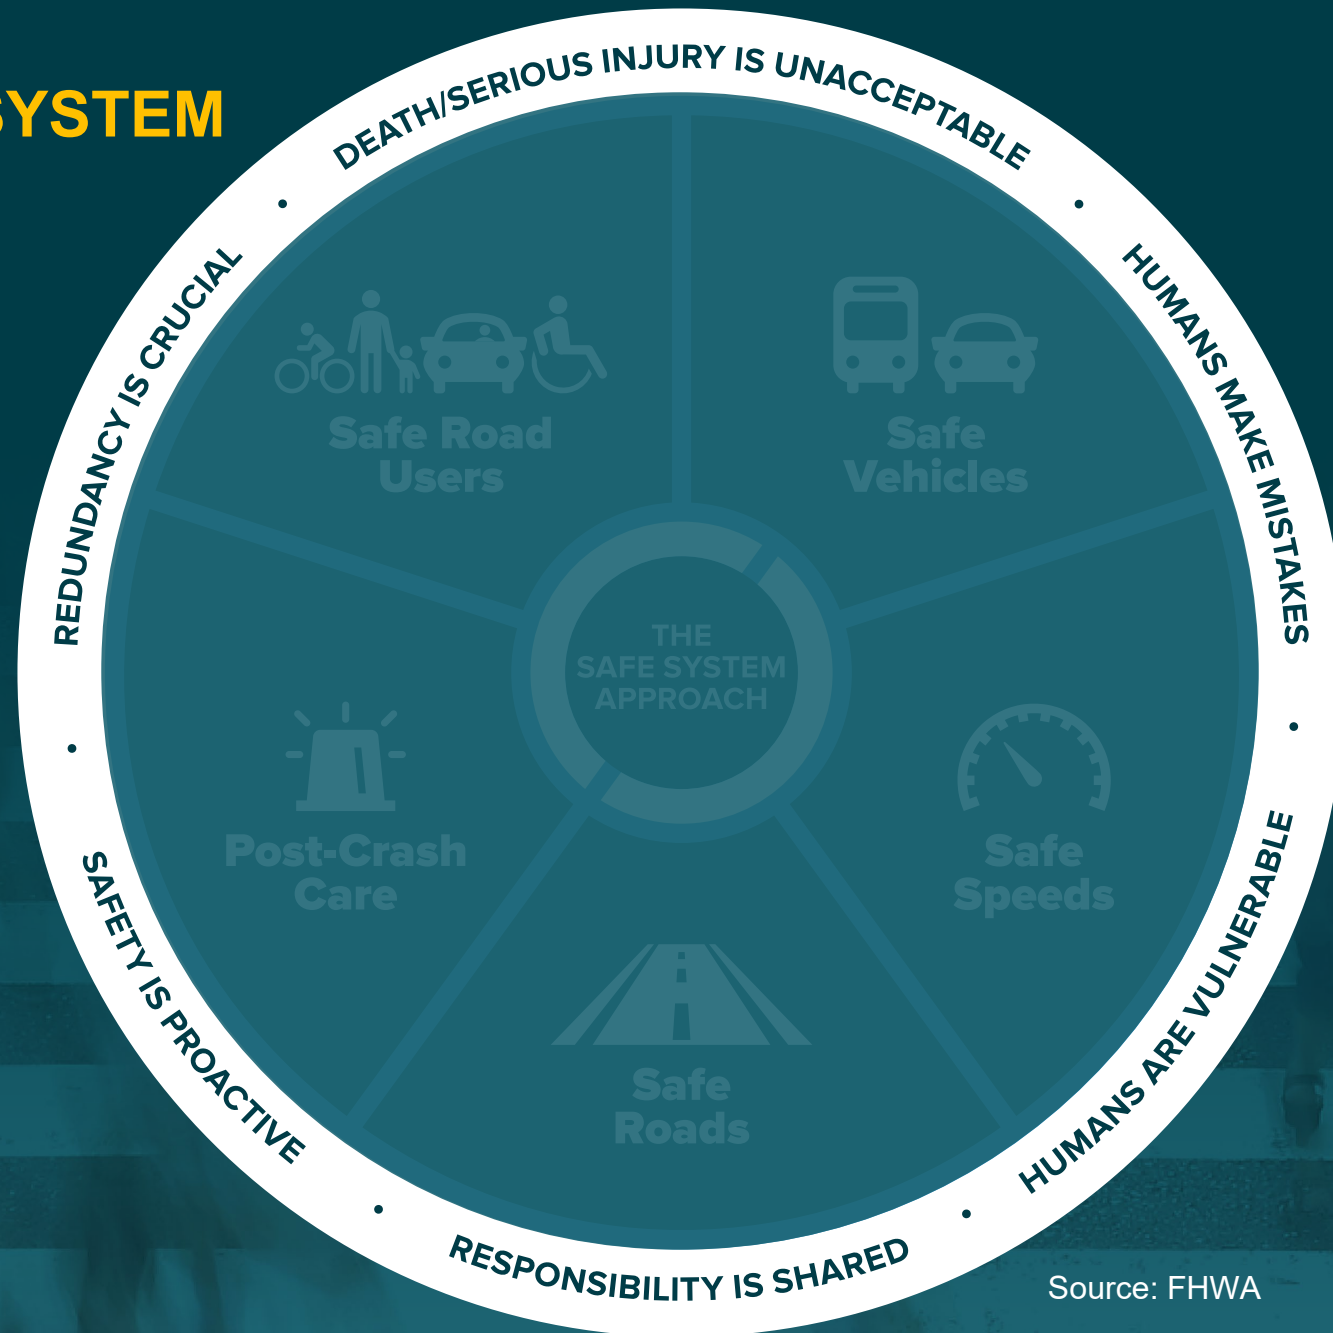 SYSTEM
DEATH/SERIOUS INJURY IS UNACCEPTABLE
HUMANS MAKE MISTAKES
HUMANS ARE VULNERABLE
RESPONSIBILITY IS SHARED
SAFETY IS PROACTIVE
REDUNDANCY IS CRUCIAL
Safe Road
Users
Safe
Vehicles
THE
SAFE SYSTEM
APPROACH
Post-Crash
Care
Safe
Speeds
Safe
Roads
Source: FHWA